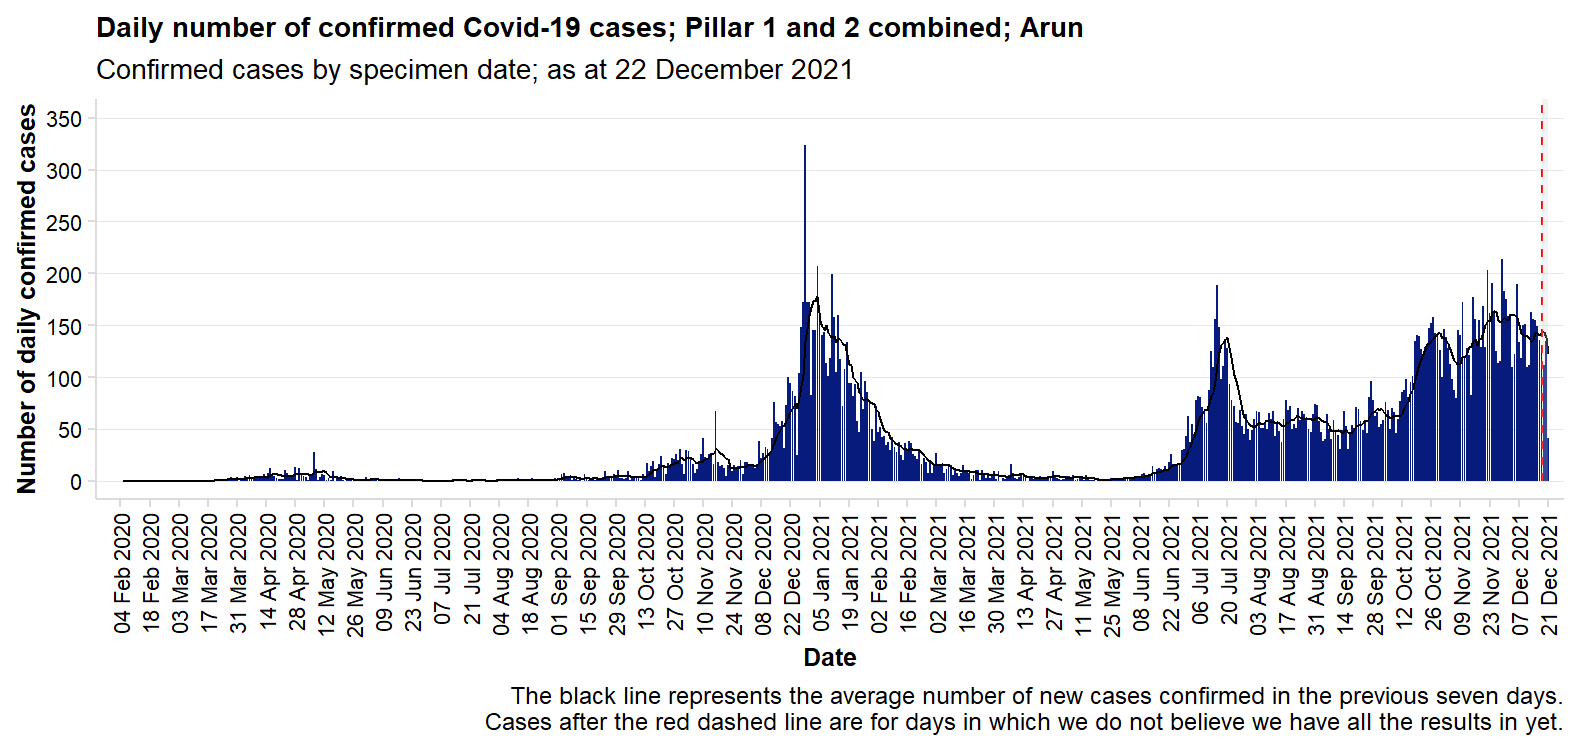 Daily number of confirmed Covid-19 cases; Pillar 1 and 2 combined; Arun
Confirmed cases by specimen date; as at 22 December 2021
Number of daily confirmed cases
350
300
250
200
150
100
50
0
04 Feb 2020
18 Feb 2020
03 Mar 2020
17 Mar 2020
31 Mar 2020
14 Apr 2020
28 Apr 2020
12 May 2020
26 May 2020
09 Jun 2020
23 Jun 2020
07 Jul 2020
21 Jul 2020
04 Aug 2020
18 Aug 2020
01 Sep 2020
15 Sep 2020
29 Sep 2020
13 Oct 2020
27 Oct 2020
10 Nov 2020
24 Nov 2020
08 Dec 2020
22 Dec 2020
05 Jan 2021
19 Jan 2021
02 Feb 2021
16 Feb 2021
02 Mar 2021
16 Mar 2021
30 Mar 2021
13 Apr 2021
27 Apr 2021
11 May 2021
25 May 2021
08 Jun 2021
22 Jun 2021
06 Jul 2021
20 Jul 2021
03 Aug 2021
17 Aug 2021
31 Aug 2021
14 Sep 2021
28 Sep 2021
12 Oct 2021
26 Oct 2021
09 Nov 2021
23 Nov 2021
07 Dec 2021
21 Dec 2021
Date
The black line represents the average number of new cases confirmed in the previous seven days.
Cases after the red dashed line are for days in which we do not believe we have all the results in yet.